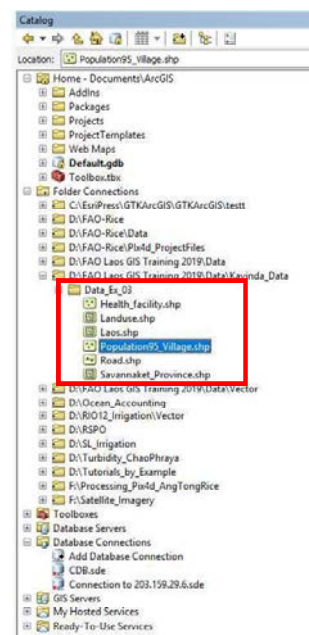 Catalog
Location: Population95_Village.shp
Home - Documents\ArcGIS
AddIns
Packages
Projects
ProjectTemplates
Web Maps
Default.gdb
Toolbox.tbx
Folder Connections
C:\EsriPress\GTKArcGIS\GTKArcGIS\testt
D:\FAO-Rice
D:\FAO-Rice\Data
D:\FAO-Rice\Pix4d_ProjectFiles
D:\FAO Laos GIS Training 2019\Data
D:\FAO Laos GIS Training 2019\Data\Kavinda_Data
Data_Ex_03
Health_facility.shp
Landuse.shp
Laos.shp
Population95_Village.shp
Road.shp
Savannaket_Province.shp
D:\FAO Laos GIS Training 2019\Data\Vector
D:\Ocean_Accounting
D:\RIO12_Irrigation\Vector
D:\RSPO
D:\SL_Irrigation
D:\Turbidity_ChaoPhraya
D:\Tutorials_by_Example
F:\Processing_Pix4d_AngTongRice
F:\Satellite_Imagery
Toolboxes
Database Servers
Database Connections
Add Database Connection
CDB.sde
Connection to 203.159.29.6.sde
GIS Servers
My Hosted Services
Ready-To-Use Services